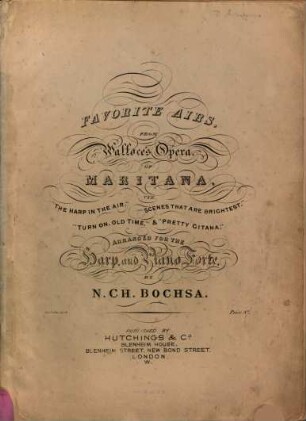 FAVORITE AIRS,
FROM
Wallace's Opera,
OF
MARITANA,
VIZ:
"THE HARP IN THE AIR." "SCENES THAT ARE BRIGHTEST."
"TURN ON, OLD TIME." & "PRETTY GITANA."
ARRANGED FOR THE
Harp and Piano Forte,
BY
N. CH. BOCHSA.
PUBLISHED BY
HUTCHINGS & Co
BLENHEIM HOUSE,
BLENHEIM STREET, NEW BOND STREET,
LONDON.
W.